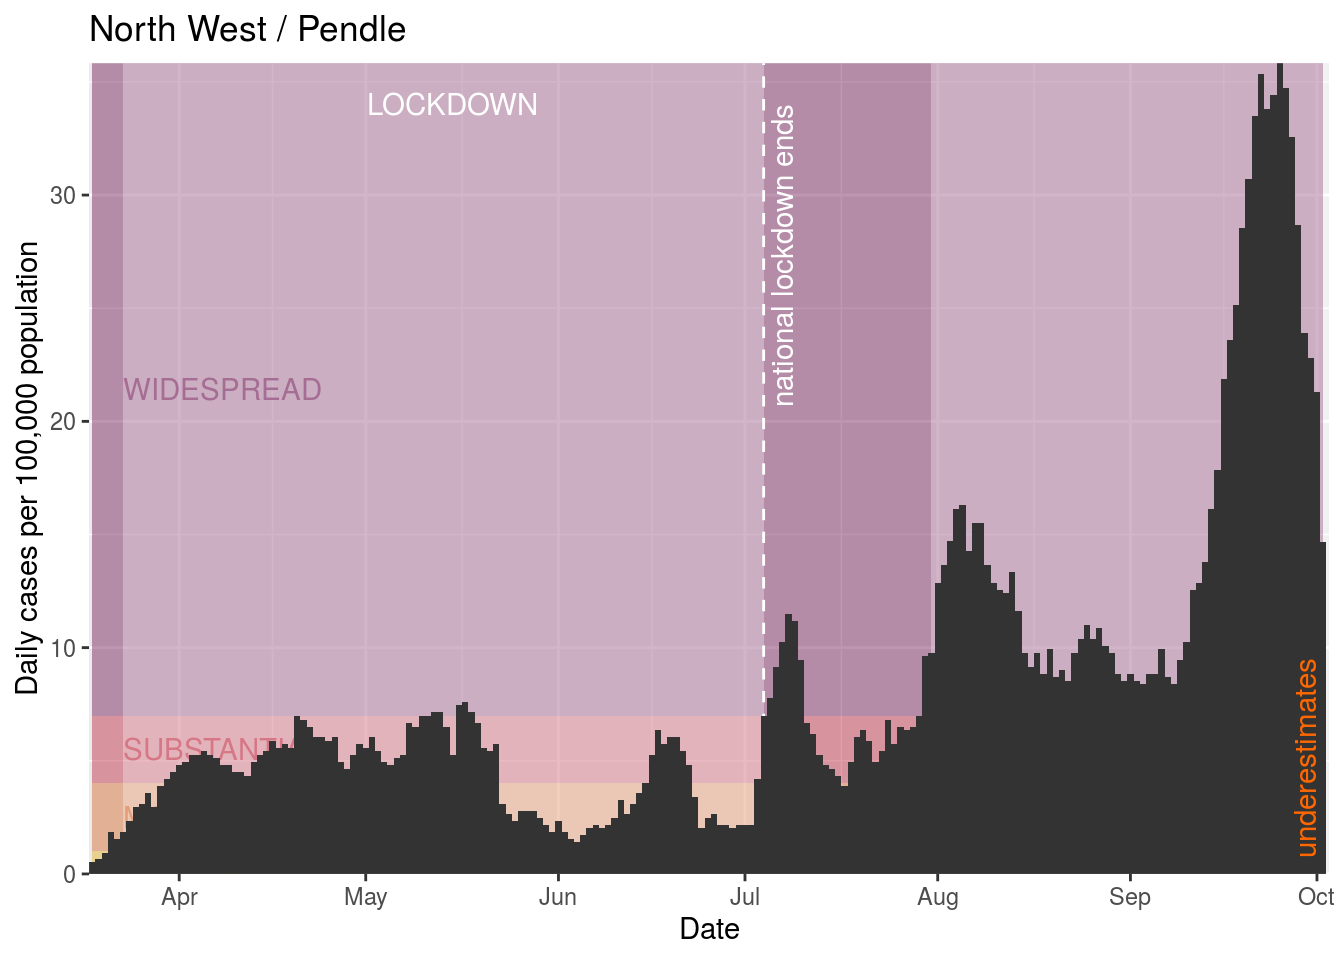 North West / Pendle
LOCKDOWN
national lockdown ends
WIDESPREAD
underestimates
Daily cases per 100,000 population
30
20
10
0
Apr
May
Jun
Jul
Aug
Sep
Oct
Date